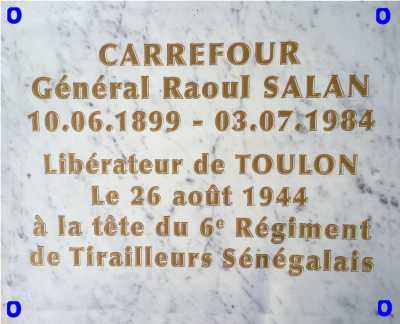 CARREFOUR
Général Raoul SALAN
10.06.1899 - 03.07.1984
Libérateur de TOULON
Le 26 août 1944
à la tête du 6e Régiment
de Tirailleurs Sénégalais